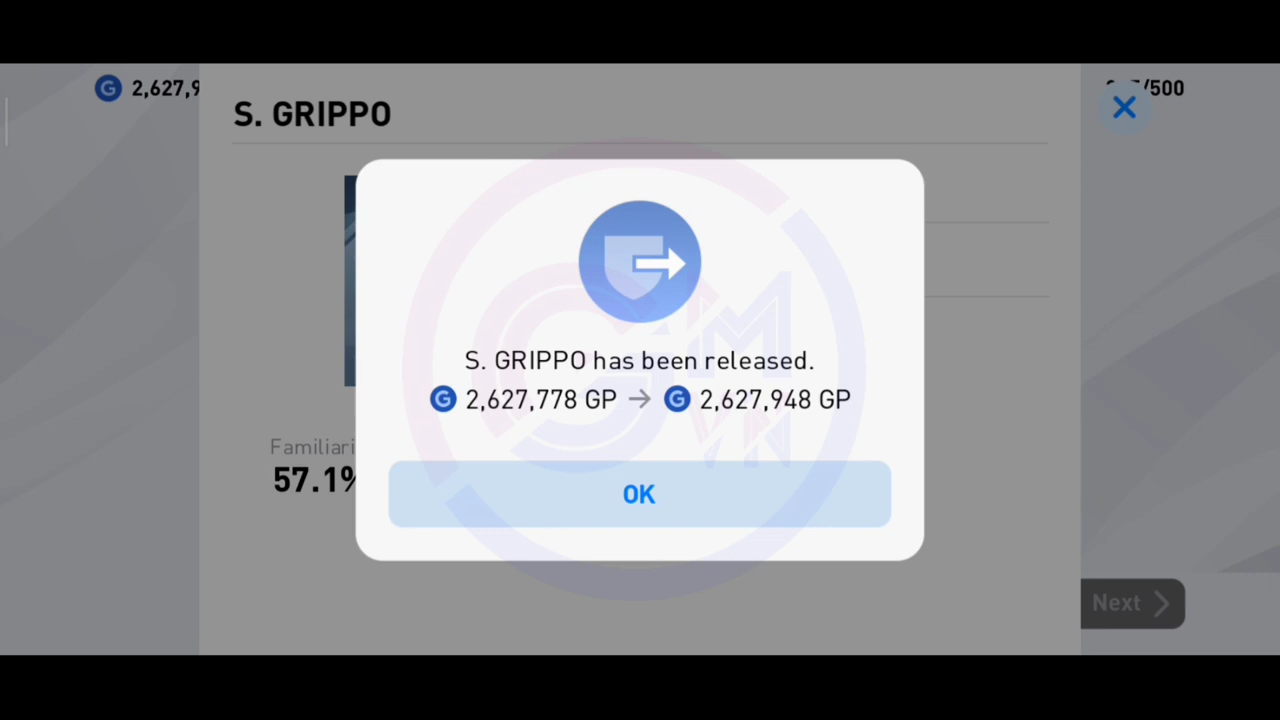 2,627,9
/500
S. GRIPPO
S. GRIPPO has been released.
G 2,627,778 GP → G 2,627,948 GP
Familiari
57.1%
OK
Next